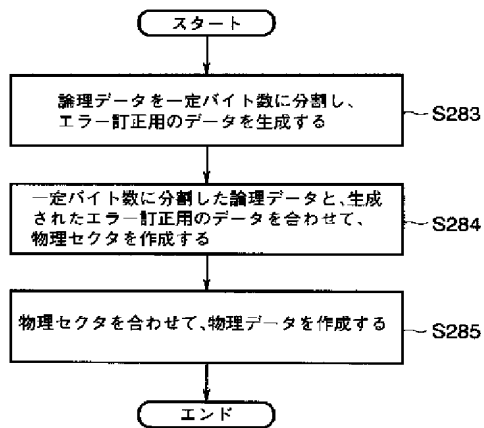 スタート
論理データを一定バイト数に分割し、
エラー訂正用のデータを生成する
S283
一定バイト数に分割した論理データと、生成
されたエラー訂正用のデータを合わせて、
物理セクタを作成する
S284
物理セクタを合わせて、物理データを作成する
S285
エンド